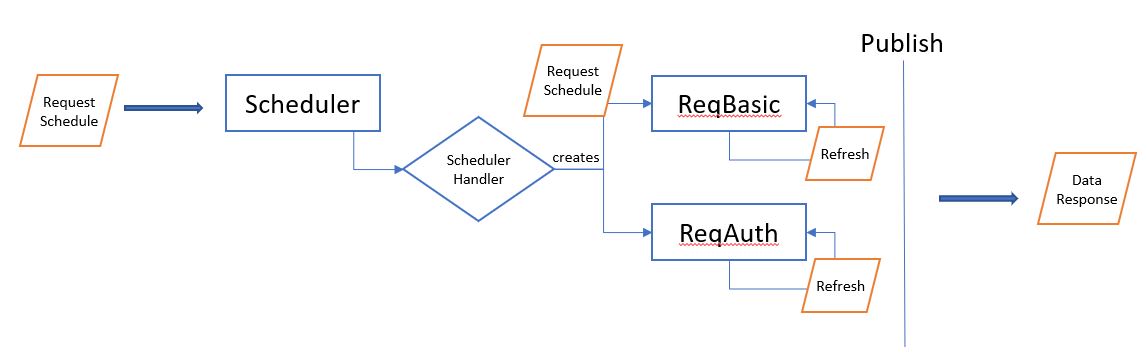 Request
Schedule
Scheduler
Scheduler
Handler
creates
Request
Schedule
ReqBasic
Refresh
ReqAuth
Refresh
Publish
Data
Response